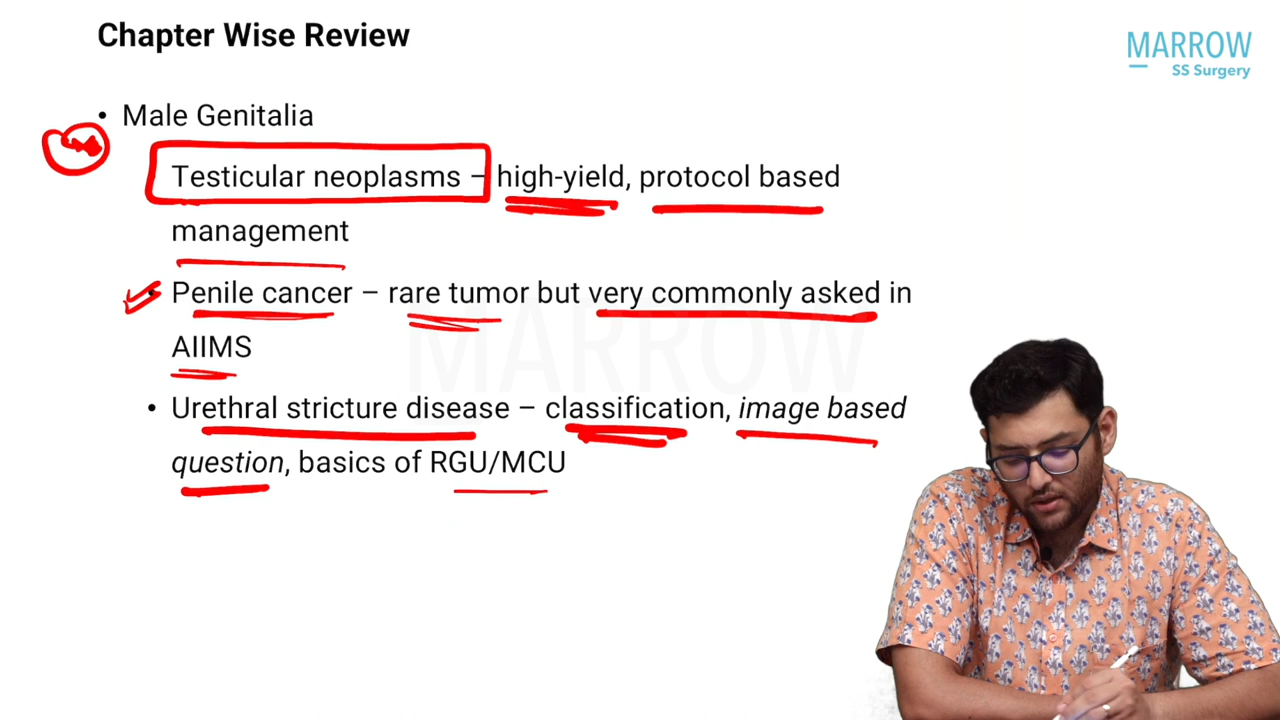 Chapter Wise Review
MARROW
SS Surgery
• Male Genitalia
Testicular neoplasms – high-yield, protocol based
management
• Penile cancer – rare tumor but very commonly asked in
AIIMS
• Urethral stricture disease – classification, image based
question, basics of RGU/MCU
MARROW